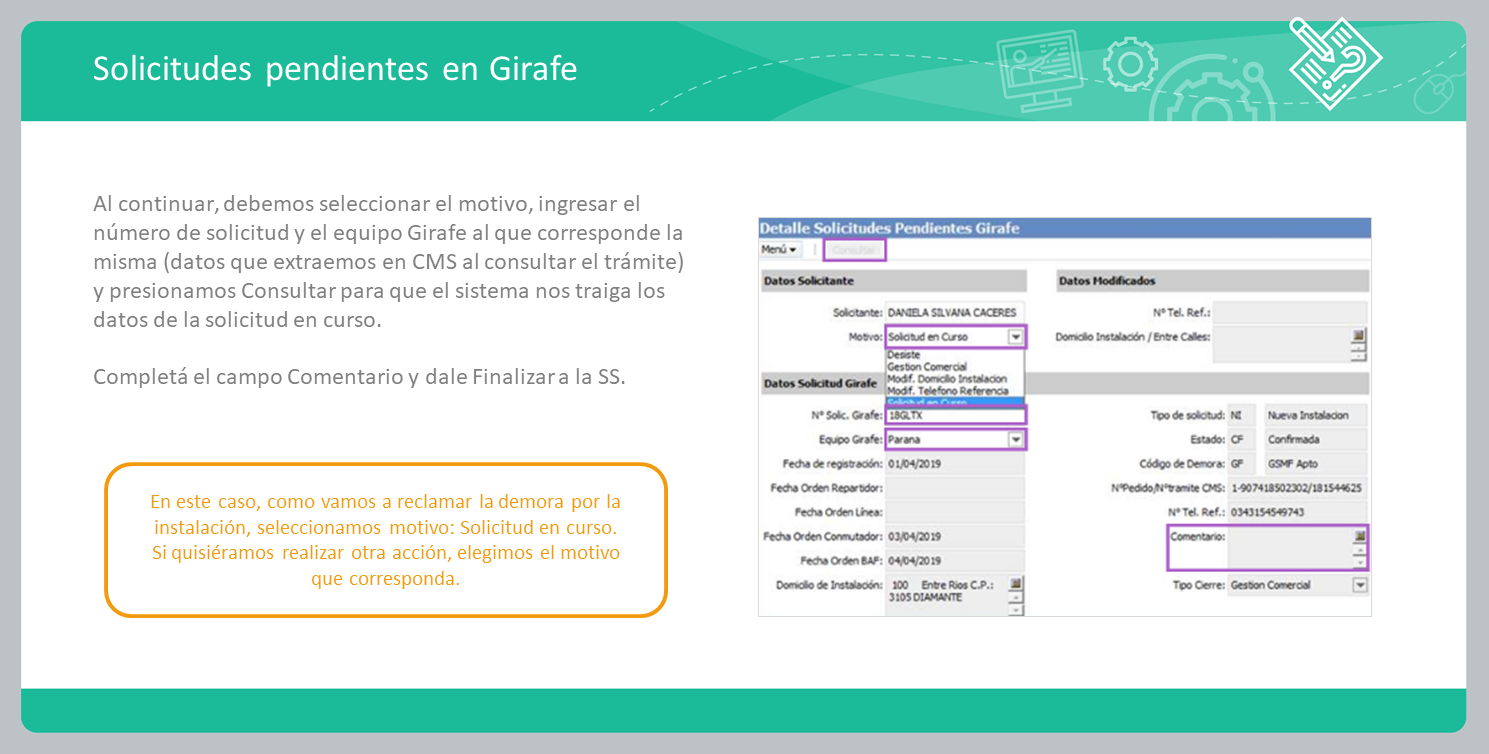 Solicitudes pendientes en Girafe
Al continuar, debemos seleccionar el motivo, ingresar el
número de solicitud y el equipo Girafe al que corresponde la
misma (datos que extraemos en CMS al consultar el trámite)
y presionamos Consultar para que el sistema nos traiga los
datos de la solicitud en curso.
Completá el campo Comentario y dale Finalizar a la SS.
En este caso, como vamos a reclamar la demora por la
instalación, seleccionamos motivo: Solicitud en curso.
Si quisiéramos realizar otra acción, elegimos el motivo
que corresponda.
Detalle Solicitudes Pendientes Girafe
Menú
Consultar
Datos Solicitante
Solicitante: DANIELA SILVANA CACERES
Motivo: Solicitud en Curso
Desiste
Gestion Comercial
Modif. Domicilio Instalacion
Modif. Telefono Referencia
Solicitud en Curso
Datos Modificados
Nº Tel. Ref.:
Domicilio Instalación / Entre Calles:
Datos Solicitud Girafe
Nº Solic. Girafe: 18GLTX
Equipo Girafe: Parana
Fecha de registración: 01/04/2019
Fecha Orden Repartidor:
Fecha Orden Línea:
Fecha Orden Conmutador: 03/04/2019
Fecha Orden BAF: 04/04/2019
Domicilio de Instalación: 100 Entre Rios C.P.:
3105 DIAMANTE
Tipo de solicitud: NI Nueva Instalacion
Estado: CF Confirmada
Código de Demora: GF GSMF Apto
NºPedido/Nºtramite CMS: 1-907418502302/181544625
Nº Tel. Ref.: 0343154549743
Comentario:
Tipo Cierre: Gestion Comercial